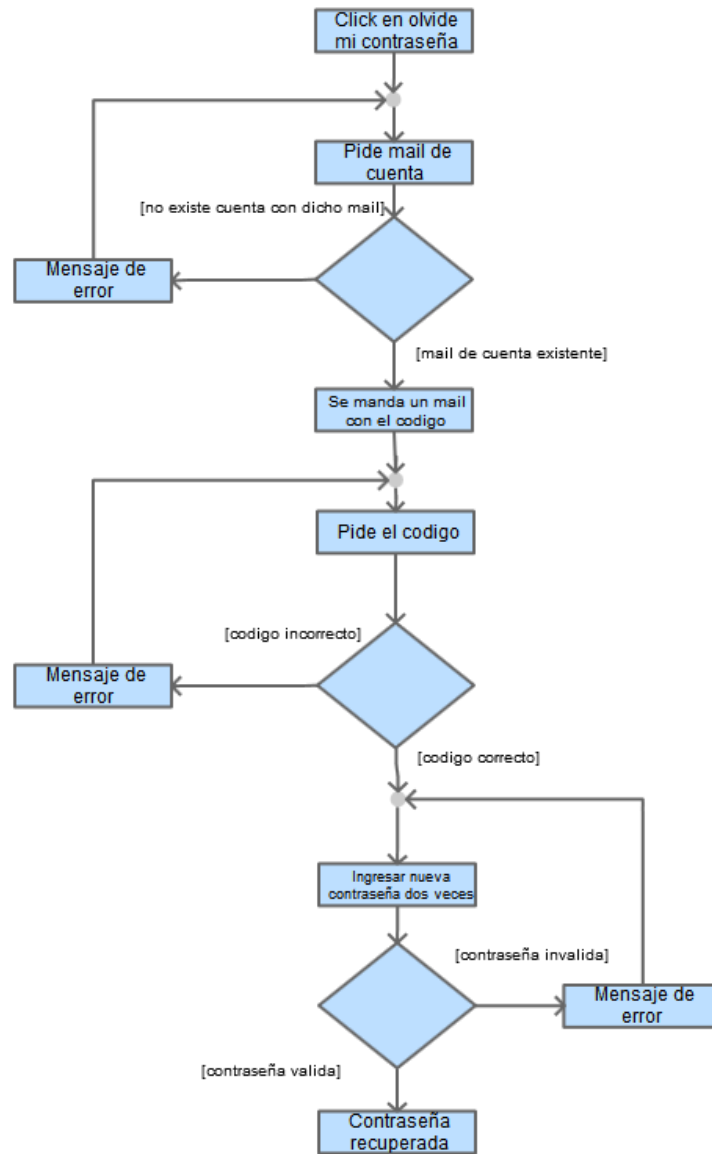 Click en olvide
mi contraseña
Pide mail de
cuenta
[no existe cuenta con dicho mail]
Mensaje de
error
[mail de cuenta existente]
Se manda un mail
con el codigo
Pide el codigo
[codigo incorrecto]
Mensaje de
error
[codigo correcto]
Ingresar nueva
contraseña dos veces
[contraseña invalida]
Mensaje de
error
[contraseña valida]
Contraseña
recuperada